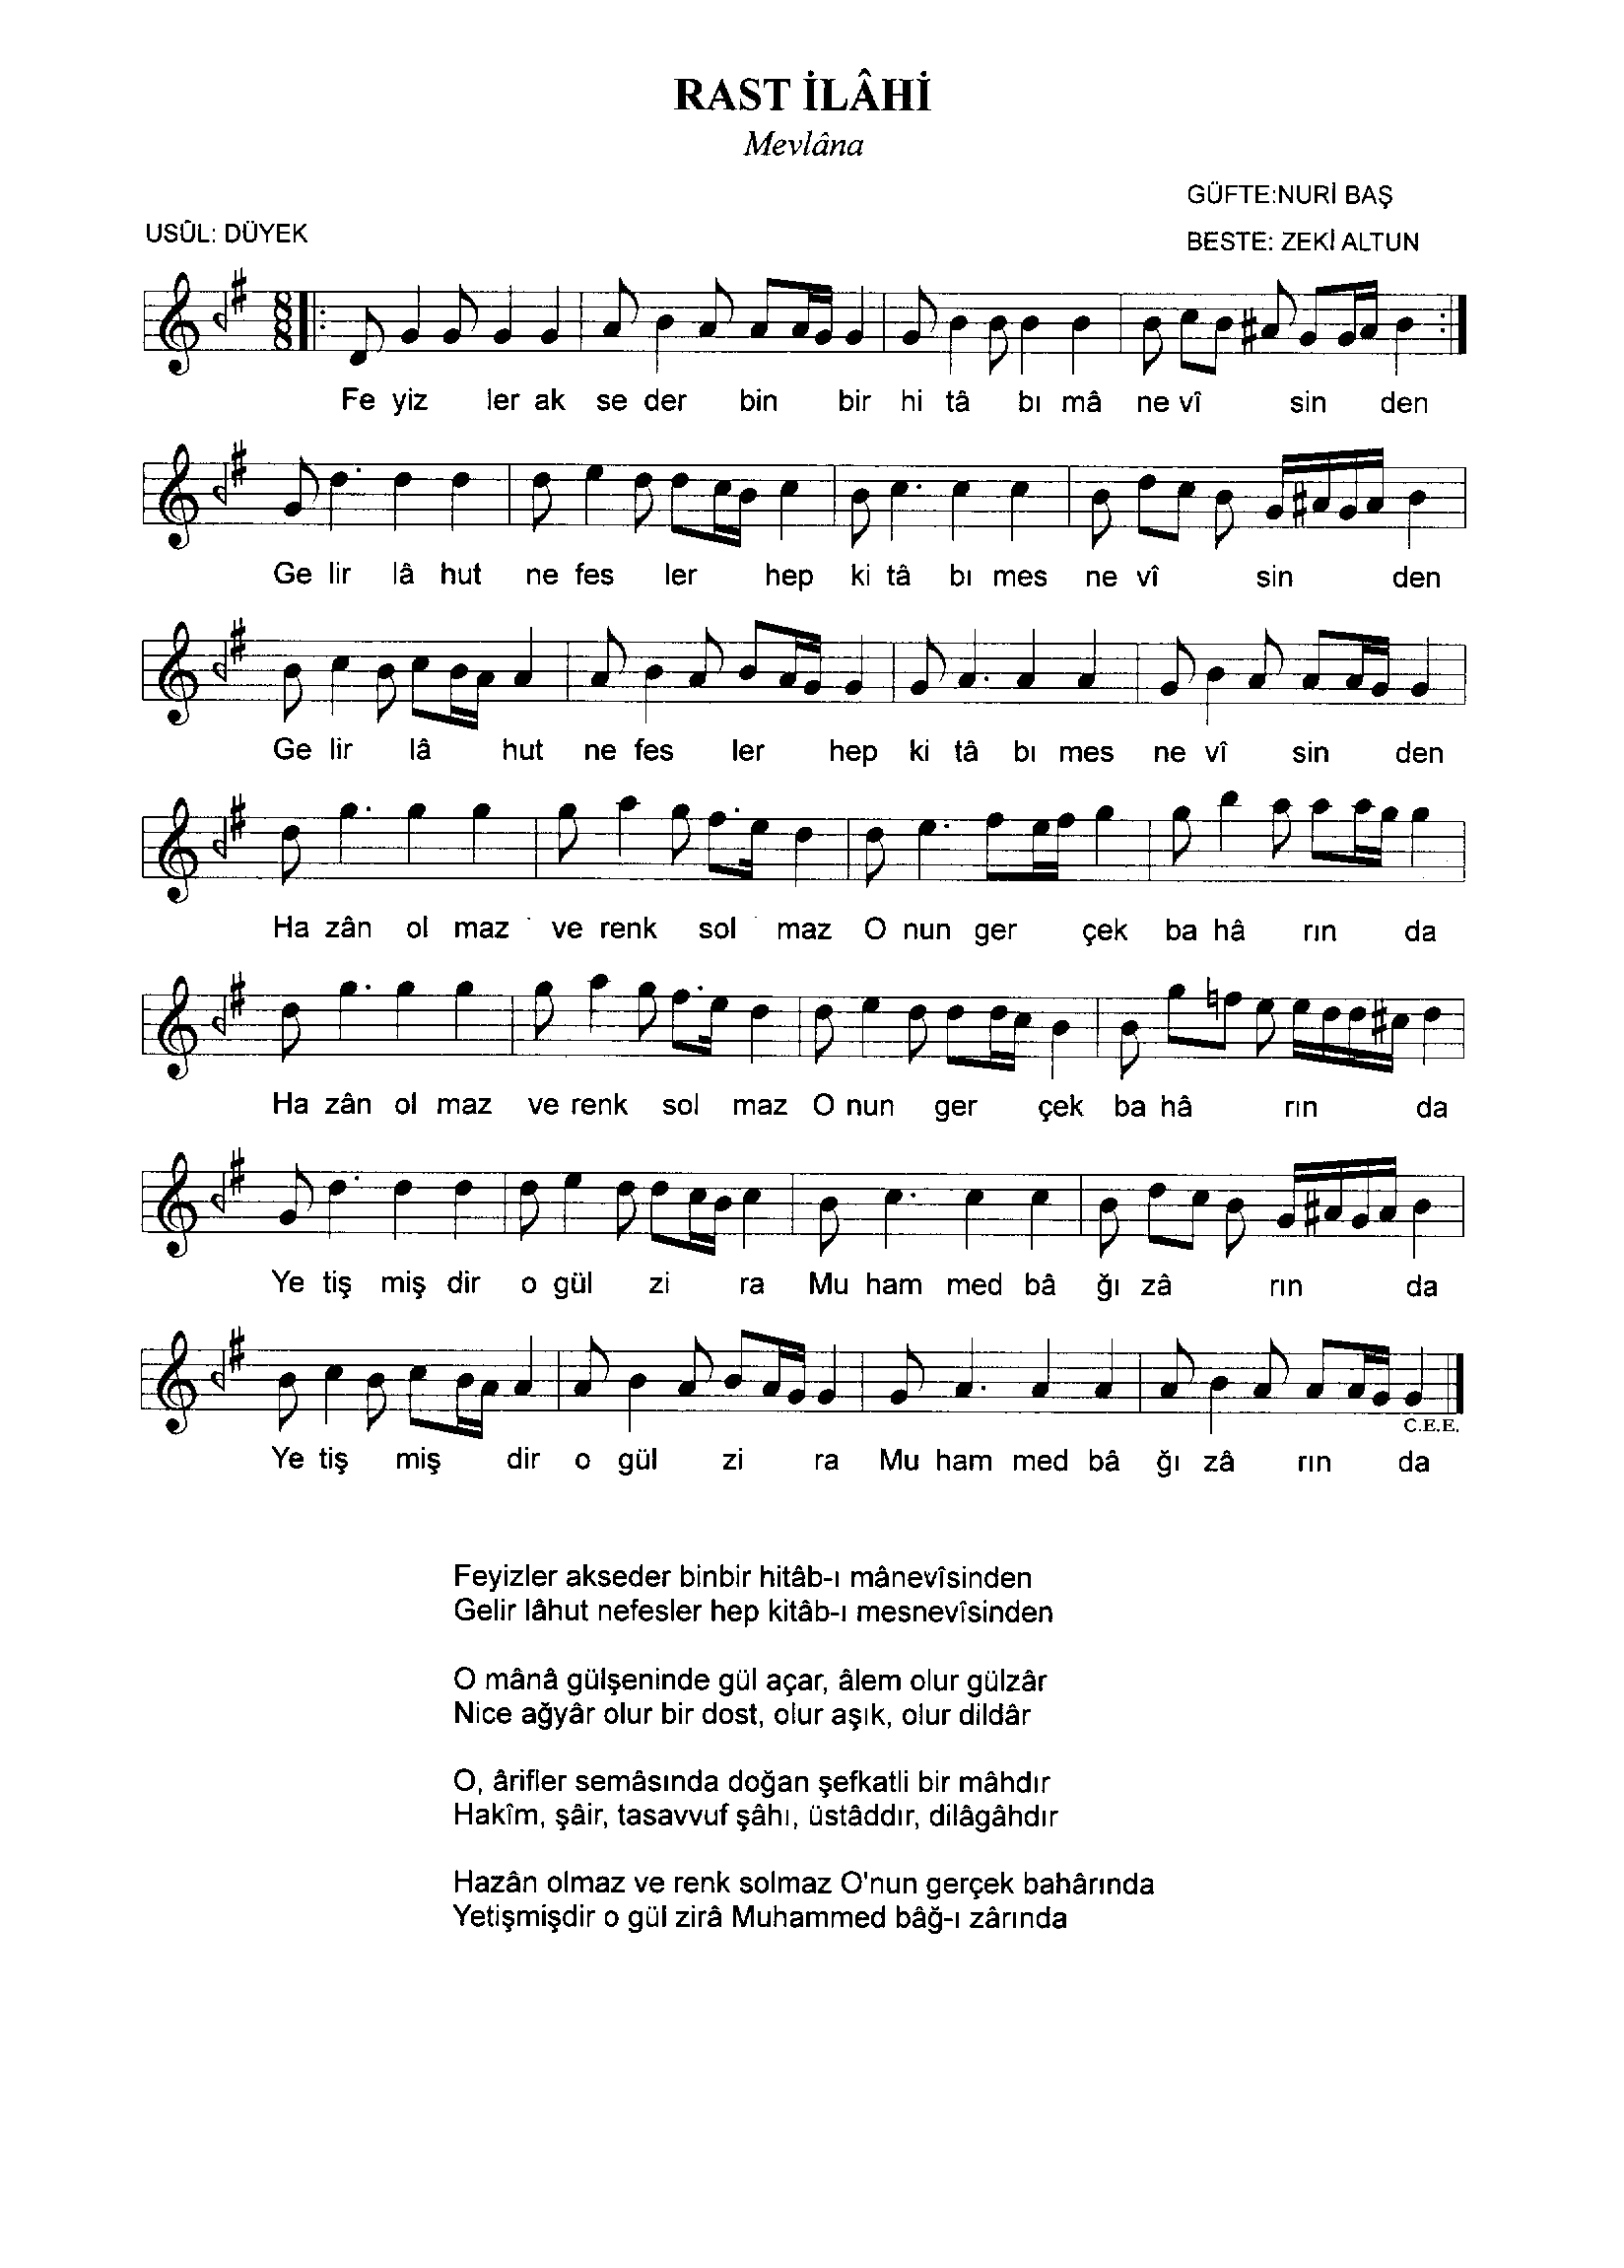 RAST İLÂHİ
Mevlâna
GÜFTE:NURİ BAŞ
USÛL: DÜYEK
BESTE: ZEKİ ALTUN
8
8
Fe yiz ler ak se der bin bir hi tâ bı mâ ne vî sin den
Ge lir lâ hut ne fes ler hep ki tâ bı mes ne vî sin den
Ge lir lâ hut ne fes ler hep ki tâ bı mes ne vî sin den
Ha zân ol maz ve renk sol maz O nun ger çek ba hâ rın da
Ha zân ol maz ve renk sol maz O nun ger çek ba hâ rın da
Ye tiş miş dir o gül zi ra Mu ham med bâ ğı zâ rın da
C.E.E.
Ye tiş miş dir o gül zi ra Mu ham med bâ ğı zâ rın da
Feyizler akseder binbir hitâb-ı mânevîsinden
Gelir lâhut nefesler hep kitâb-ı mesnevîsinden
O mânâ gülşeninde gül açar, âlem olur gülzâr
Nice ağyâr olur bir dost, olur aşık, olur dildâr
O, ârifler semâsında doğan şefkatli bir mâhdır
Hakîm, şâir, tasavvuf şâhı, üstâddır, dilâgâhdır
Hazân olmaz ve renk solmaz O'nun gerçek bahârında
Yetişmişdir o gül zirâ Muhammed bâğ-ı zârında